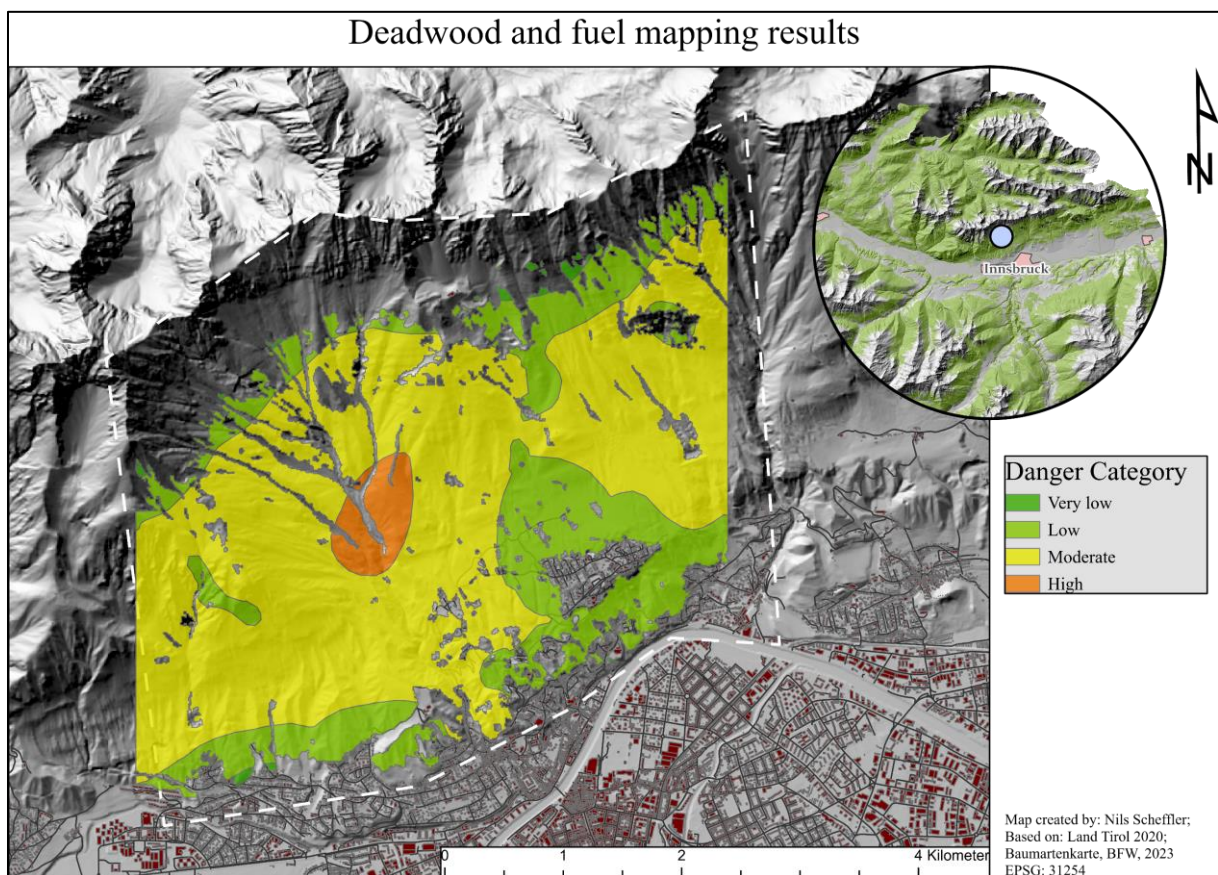 Deadwood and fuel mapping results
N
Innsbruck
Danger Category
Very low
Low
Moderate
High
0 1 2 4 Kilometer
Map created by: Nils Scheffler;
Based on: Land Tirol 2020;
Baumartenkarte, BFW, 2023
EPSG: 31254